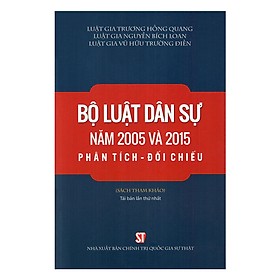 LUẬT GIA TRƯƠNG HỒNG QUANG
LUẬT GIA NGUYỄN BÍCH LOAN
LUẬT GIA VŨ HỮU TRƯỜNG ĐIỀN
BỘ LUẬT DÂN SỰ
NĂM 2005 VÀ 2015
PHÂN TÍCH - ĐỐI CHIẾU
(SÁCH THAM KHẢO)
Tái bản lần thứ nhất
ST
NHÀ XUẤT BẢN CHÍNH TRỊ QUỐC GIA SỰ THẬT